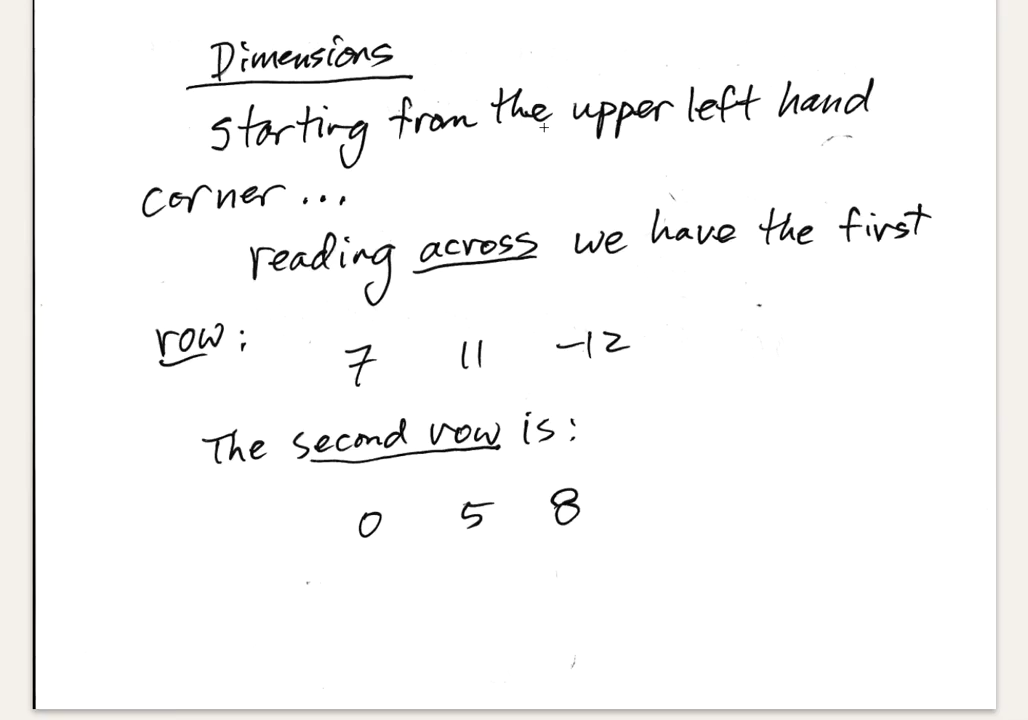 Dimensions
starting from the upper left hand
corner...
reading across we have the first
row: 7 11 -12
The second row is:
0 5 8